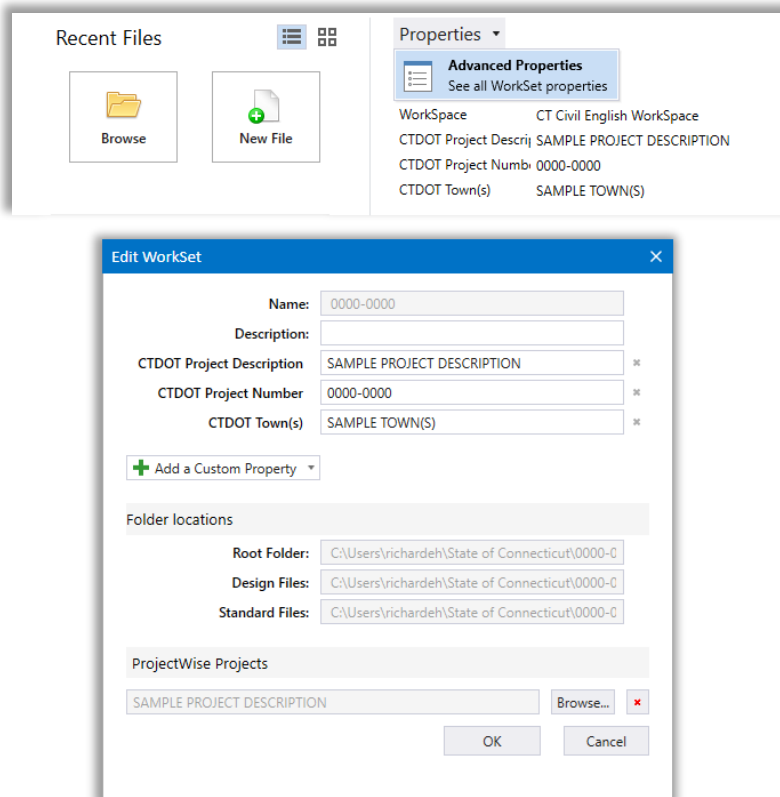 Recent Files
Browse
New File
Properties
Advanced Properties
See all WorkSet properties
WorkSpace CT Civil English WorkSpace
CTDOT Project Descrip SAMPLE PROJECT DESCRIPTION
CTDOT Project Numbe 0000-0000
CTDOT Town(s) SAMPLE TOWN(S)
Edit WorkSet
Name: 0000-0000
Description:
CTDOT Project Description SAMPLE PROJECT DESCRIPTION
CTDOT Project Number 0000-0000
CTDOT Town(s) SAMPLE TOWN(S)
Add a Custom Property
Folder locations
Root Folder: C:\Users\richardeh\State of Connecticut\0000-0
Design Files: C:\Users\richardeh\State of Connecticut\0000-0
Standard Files: C:\Users\richardeh\State of Connecticut\0000-0
ProjectWise Projects
SAMPLE PROJECT DESCRIPTION Browse...
OK Cancel